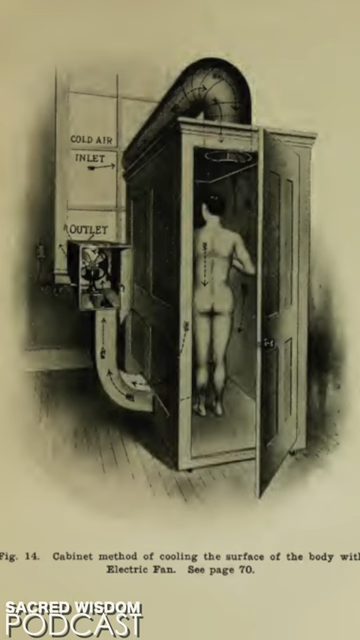 COLD AIR
INLET
OUTLET
Fig. 14. Cabinet method of cooling the surface of the body with
Electric Fan. See page 70.
SACRED WISDOM
PODCAST